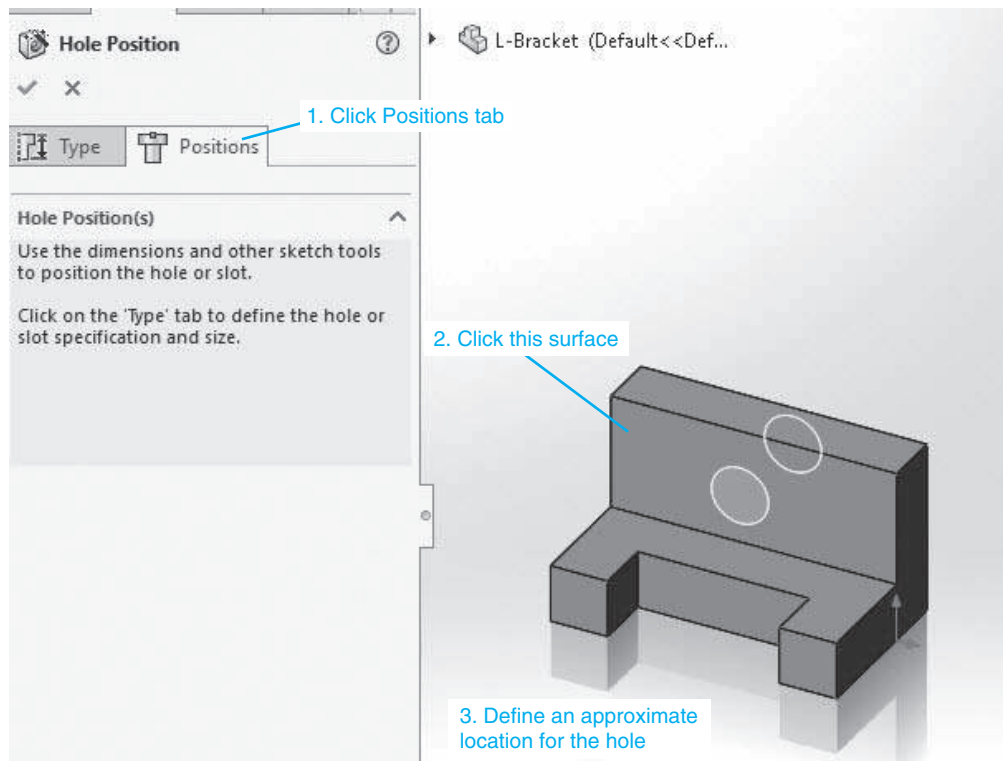 Hole Position
L-Bracket (Default<<Def...
1. Click Positions tab
Type
Positions
Hole Position(s)
Use the dimensions and other sketch tools
to position the hole or slot.
Click on the 'Type' tab to define the hole or
slot specification and size.
2. Click this surface
3. Define an approximate
location for the hole